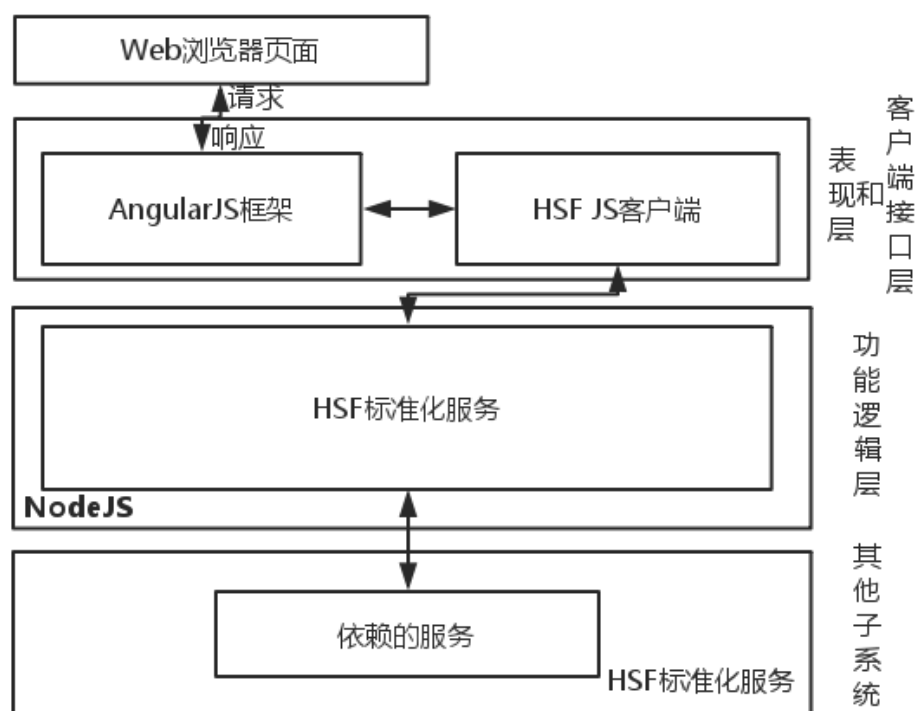 Web浏览器页面
请求
响应
AngularJS框架
HSF JS客户端
表现层
和
客户端接口层
HSF标准化服务
NodeJS
功能逻辑层
依赖的服务
HSF标准化服务
其他子系统